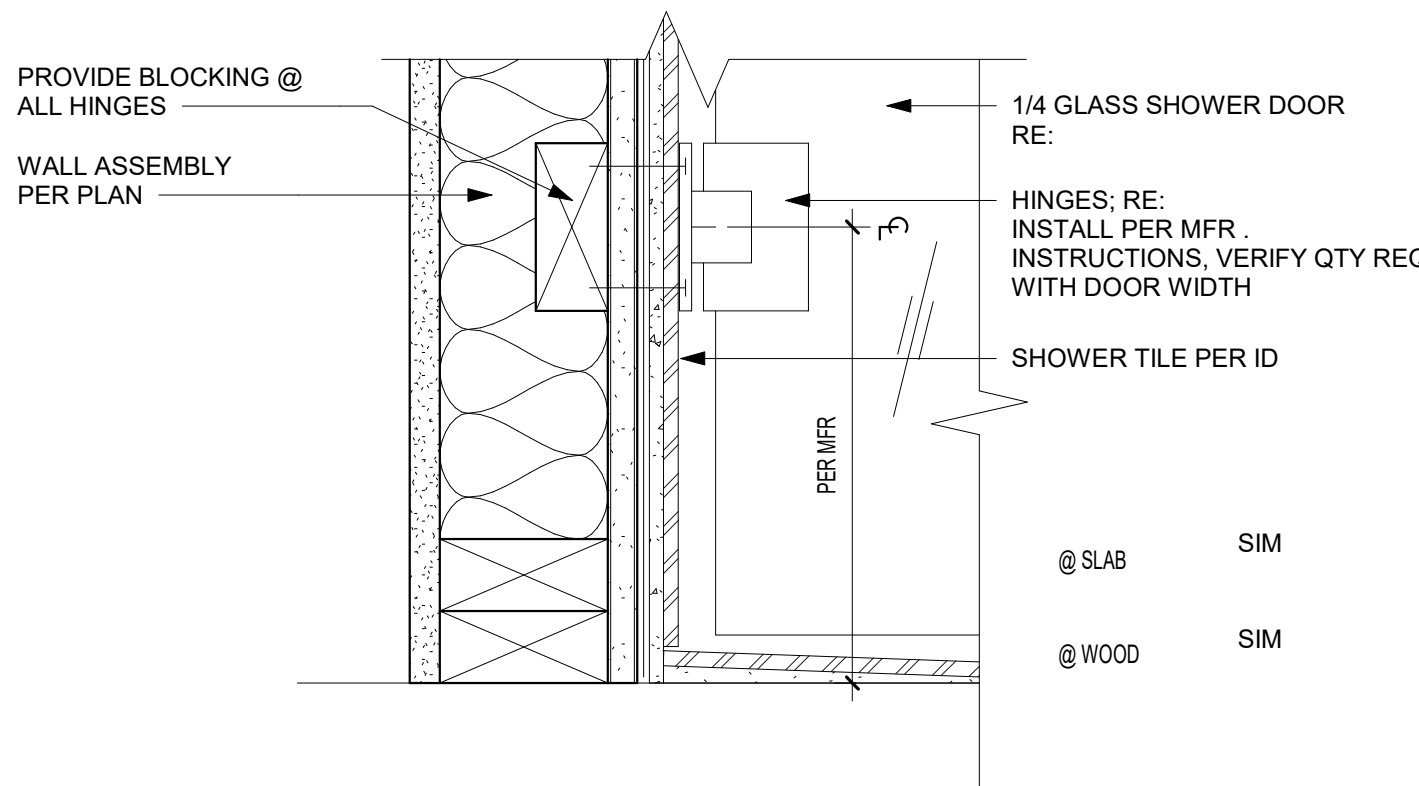 PROVIDE BLOCKING @
ALL HINGES
WALL ASSEMBLY
PER PLAN
1/4 GLASS SHOWER DOOR
RE:
HINGES; RE:
INSTALL PER MFR .
INSTRUCTIONS, VERIFY QTY REQ
WITH DOOR WIDTH
SHOWER TILE PER ID
CL
PER MFR
@ SLAB
SIM
@ WOOD
SIM